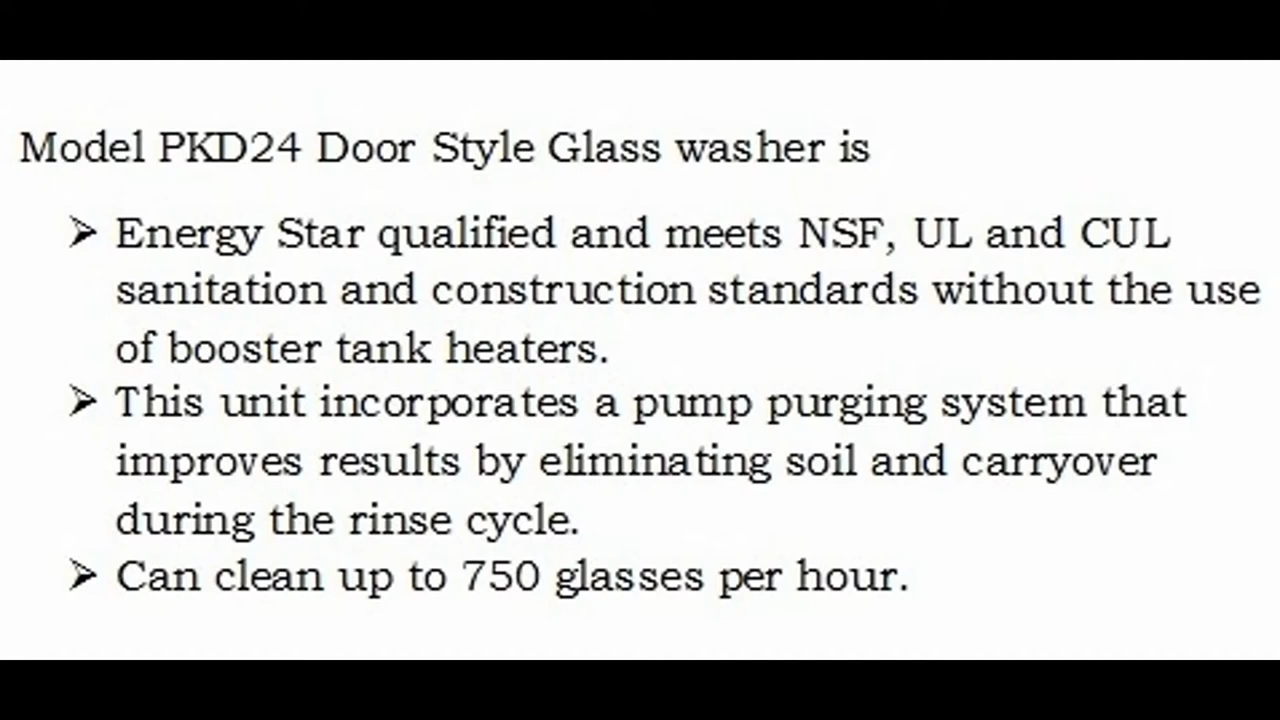 Model PKD24 Door Style Glass washer is
➢ Energy Star qualified and meets NSF, UL and CUL
sanitation and construction standards without the use
of booster tank heaters.
➢ This unit incorporates a pump purging system that
improves results by eliminating soil and carryover
during the rinse cycle.
➢ Can clean up to 750 glasses per hour.